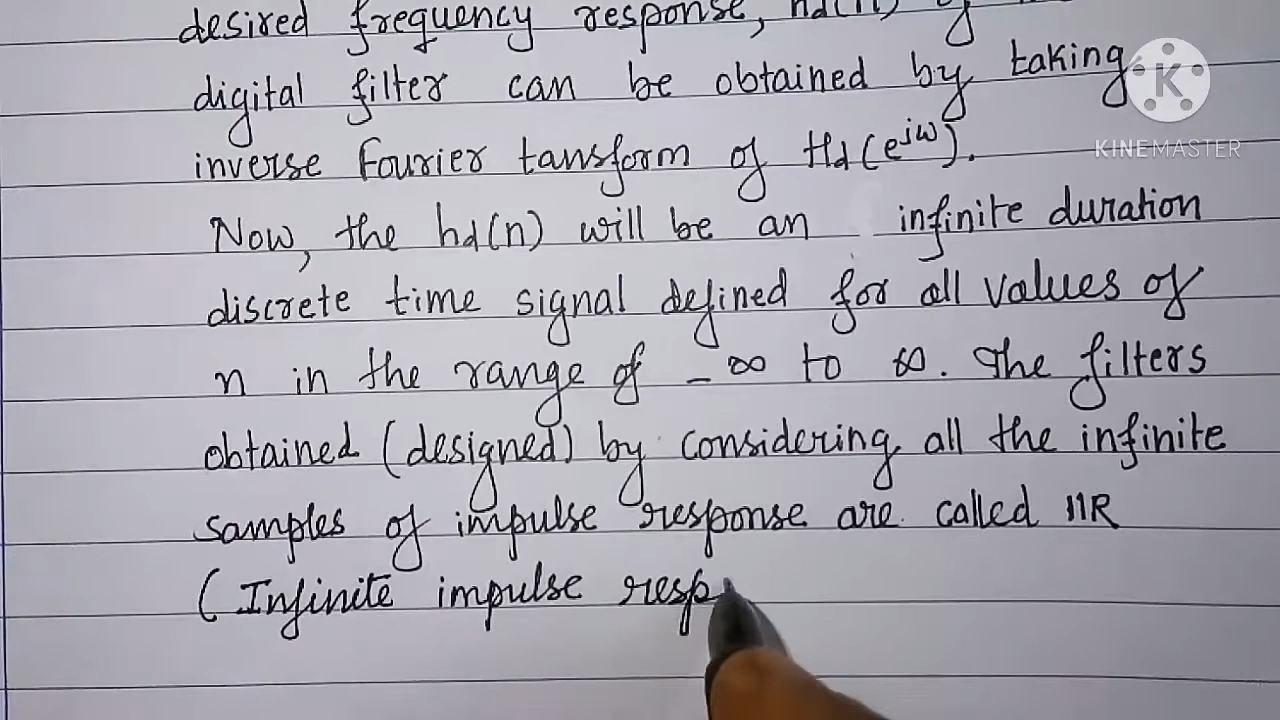 desired frequency response, hd(n) of
digital filter can be obtained by taking
inverse Fourier tansform of Hd(e^jw).
Now, the hd(n) will be an infinite duration
discrete time signal defined for all values of
n in the range of -∞ to ∞. The filters
obtained (designed) by considering all the infinite
samples of impulse response are called IIR
(Infinite impulse resp
K
KINEMASTER